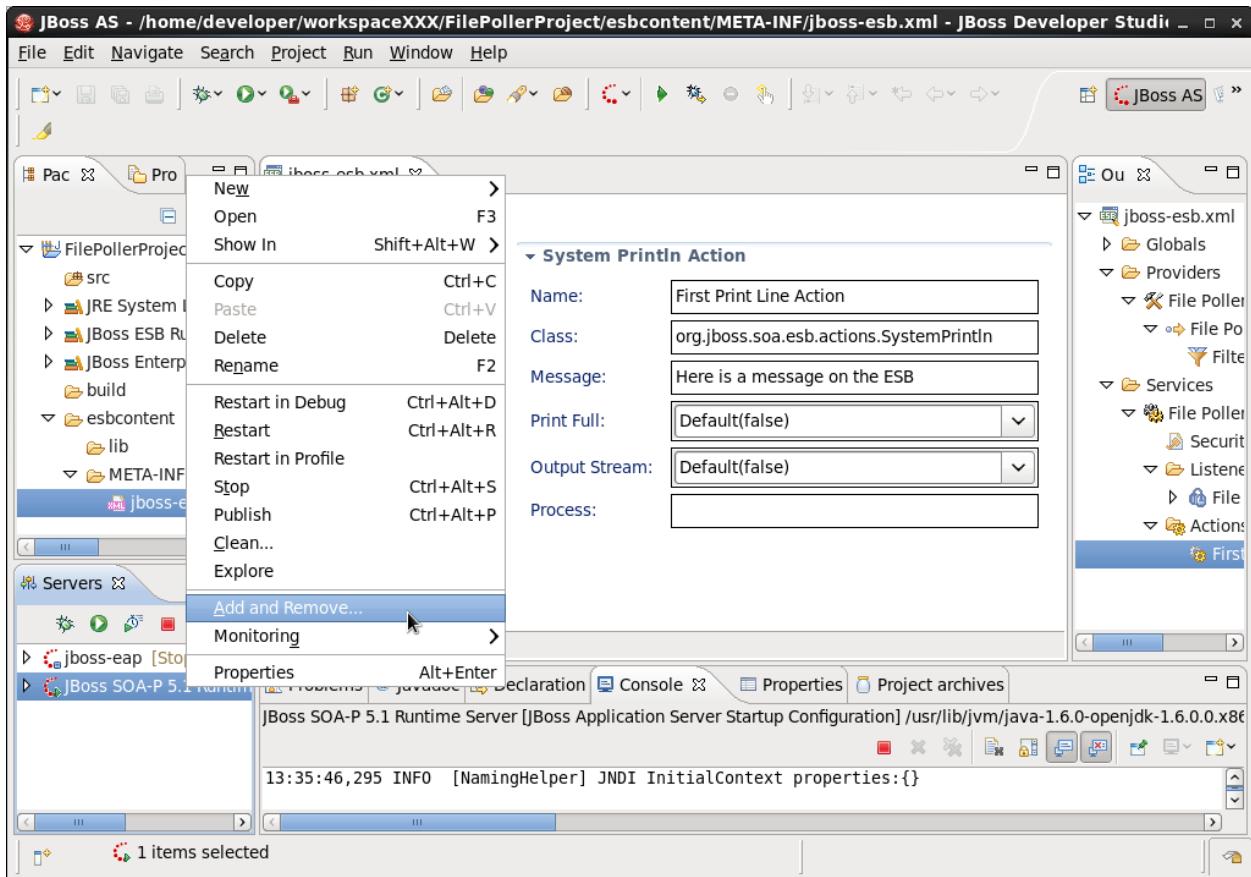 JBoss AS - /home/developer/workspaceXXX/FilePollerProject/esbcontent/META-INF/jboss-esb.xml - JBoss Developer Studi
File Edit Navigate Search Project Run Window Help
JBoss AS »
Pac Pro
jboss-esb.xml
Ou
FilePollerProjec
src
JRE System L
JBoss ESB Ru
JBoss Enterp
build
esbcontent
lib
META-INF
jboss-e
New
Open F3
Show In Shift+Alt+W
Copy Ctrl+C
Paste Ctrl+V
Delete Delete
Rename F2
Restart in Debug Ctrl+Alt+D
Restart Ctrl+Alt+R
Restart in Profile
Stop Ctrl+Alt+S
Publish Ctrl+Alt+P
Clean...
Explore
Add and Remove...
Monitoring
Properties Alt+Enter
System Println Action
Name: First Print Line Action
Class: org.jboss.soa.esb.actions.SystemPrintln
Message: Here is a message on the ESB
Print Full: Default(false)
Output Stream: Default(false)
Process:
jboss-esb.xml
Globals
Providers
File Poller
File Po
Filte
Services
File Poller
Securit
Listene
File
Actions
First
Servers
jboss-eap [Sto
JBoss SOA-P 5.1 Runtim
Problems Javadoc Declaration Console Properties Project archives
JBoss SOA-P 5.1 Runtime Server [JBoss Application Server Startup Configuration] /usr/lib/jvm/java-1.6.0-openjdk-1.6.0.0.x86
13:35:46,295 INFO [NamingHelper] JNDI InitialContext properties:{}
1 items selected